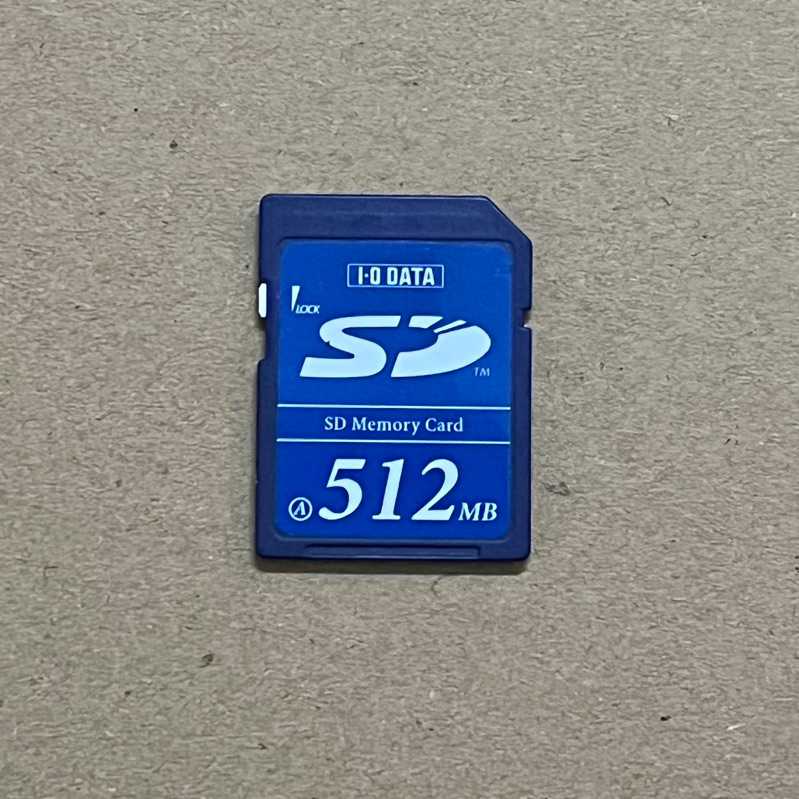 I-O DATA
LOCK
SD
TM
SD Memory Card
A 512MB